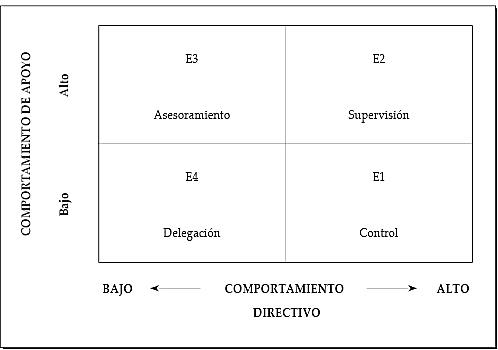 COMPORTAMIENTO DE APOYO
Alto
Bajo
E3
E2
Asesoramiento
Supervisión
E4
E1
Delegación
Control
BAJO COMPORTAMIENTO ALTO
DIRECTIVO